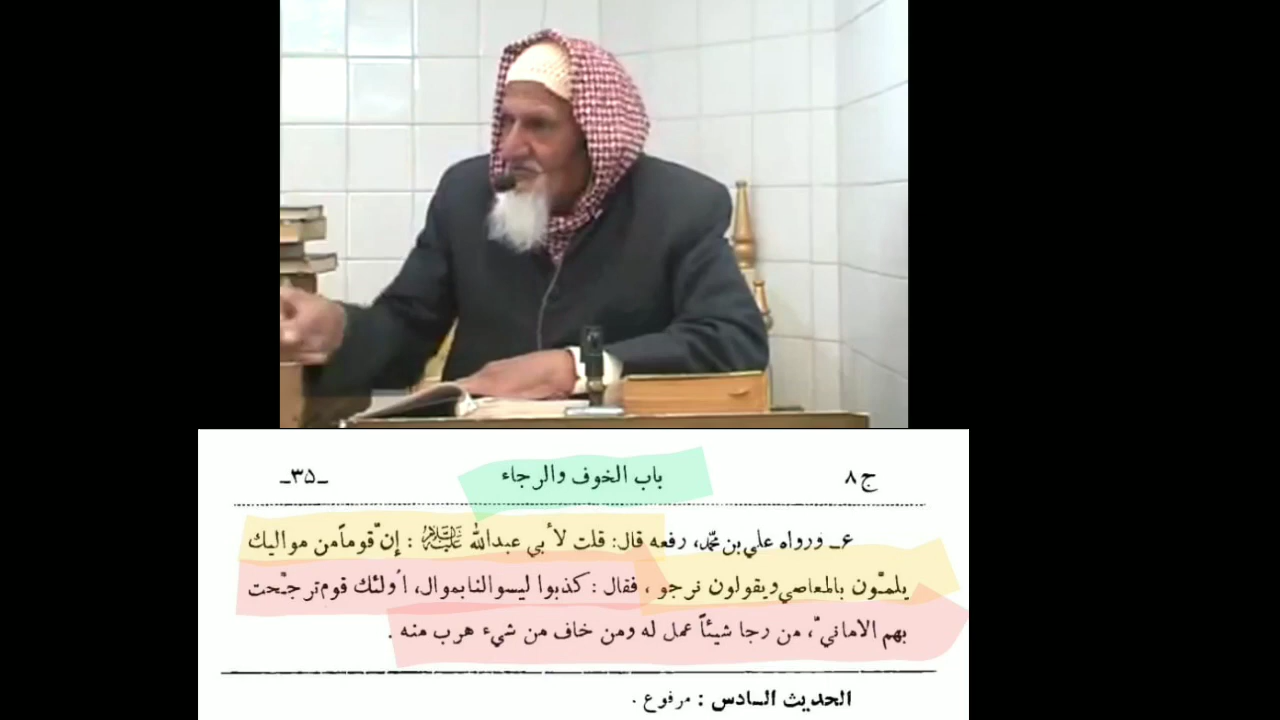 ج ٨ باب الخوف والرجاء ـ٣٥ـ
٦ـ ورواه علي بن محمّد، رفعه قال: قلت لأبي عبدالله عليه السلام : إنّ قوماً من مواليك
يلمّون بالمعاصي ويقولون نرجو ، فقال : كذبوا ليسوا لنا بموال، اُولئك قوم ترجّحت
بهم الاماني ّ، من رجا شيئاً عمل له ومن خاف من شيء هرب منه .
الحديث السادس : مرفوع .